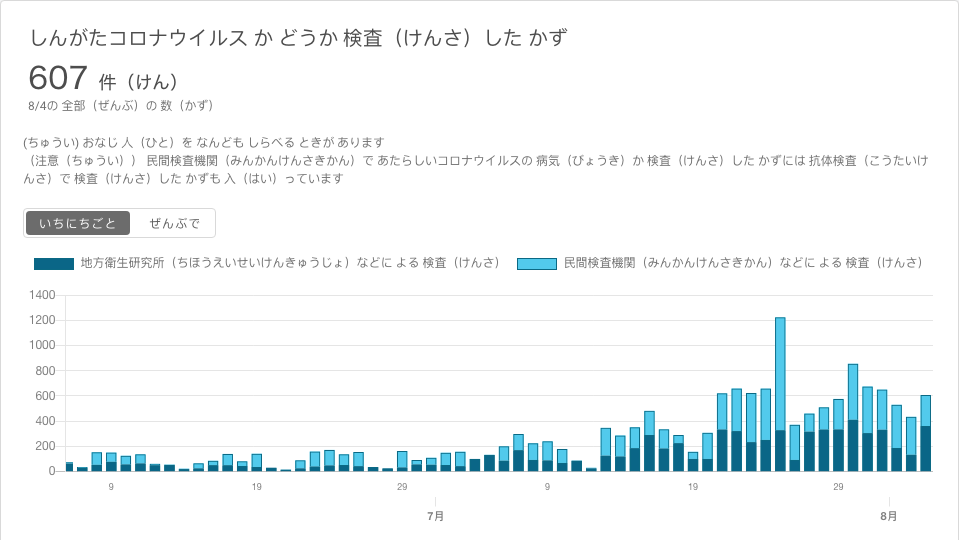 しんがたコロナウイルス か どうか 検査（けんさ）した かず
607 件（けん）
8/4の 全部（ぜんぶ）の 数（かず）
(ちゅうい) おなじ 人（ひと）を なんども しらべる ときが あります
（注意（ちゅうい）） 民間検査機関（みんかんけんさきかん）で あたらしいコロナウイルスの 病気（びょうき）か 検査（けんさ）した かずには 抗体検査（こうたいけ
んさ）で 検査（けんさ）した かずも 入（はい）っています
いちにちごと ぜんぶで
地方衛生研究所（ちほうえいせいけんきゅうじょ）などに よる 検査（けんさ） 民間検査機関（みんかんけんさきかん）などに よる 検査（けんさ）
1400
1200
1000
800
600
400
200
0
9 19 29 9 19 29
7月 8月